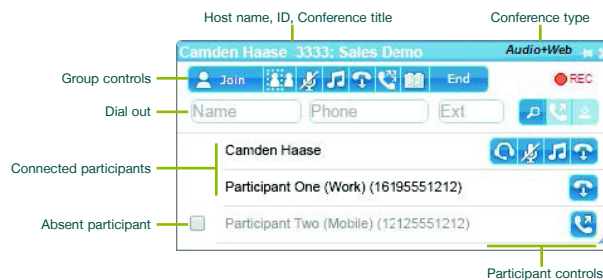 Host name, ID, Conference title
Conference type
Camden Haase 3333: Sales Demo
Audio+Web
Group controls
Join
End
REC
Dial out
Name
Phone
Ext
Connected participants
Camden Haase
Participant One (Work) (16195551212)
Absent participant
Participant Two (Mobile) (12125551212)
Participant controls